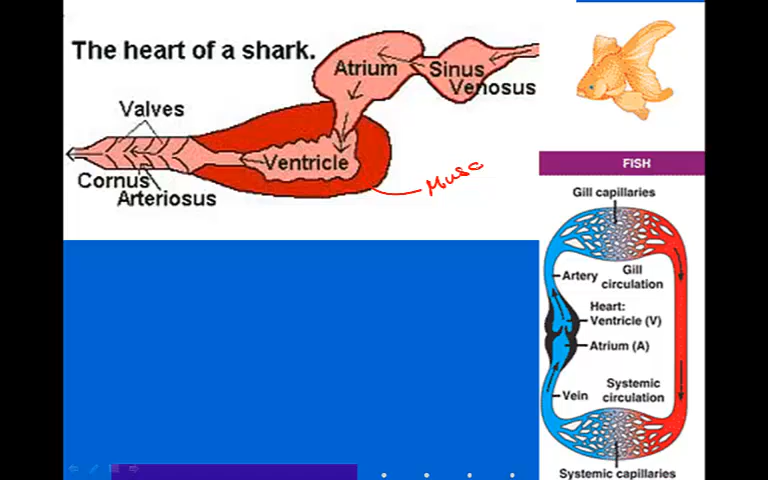 The heart of a shark.
Atrium
Sinus
Venosus
Valves
Ventricle
Cornus
Arteriosus
Musc
FISH
Gill capillaries
Artery
Gill
circulation
Heart:
Ventricle (V)
Atrium (A)
Systemic
circulation
Vein
Systemic capillaries